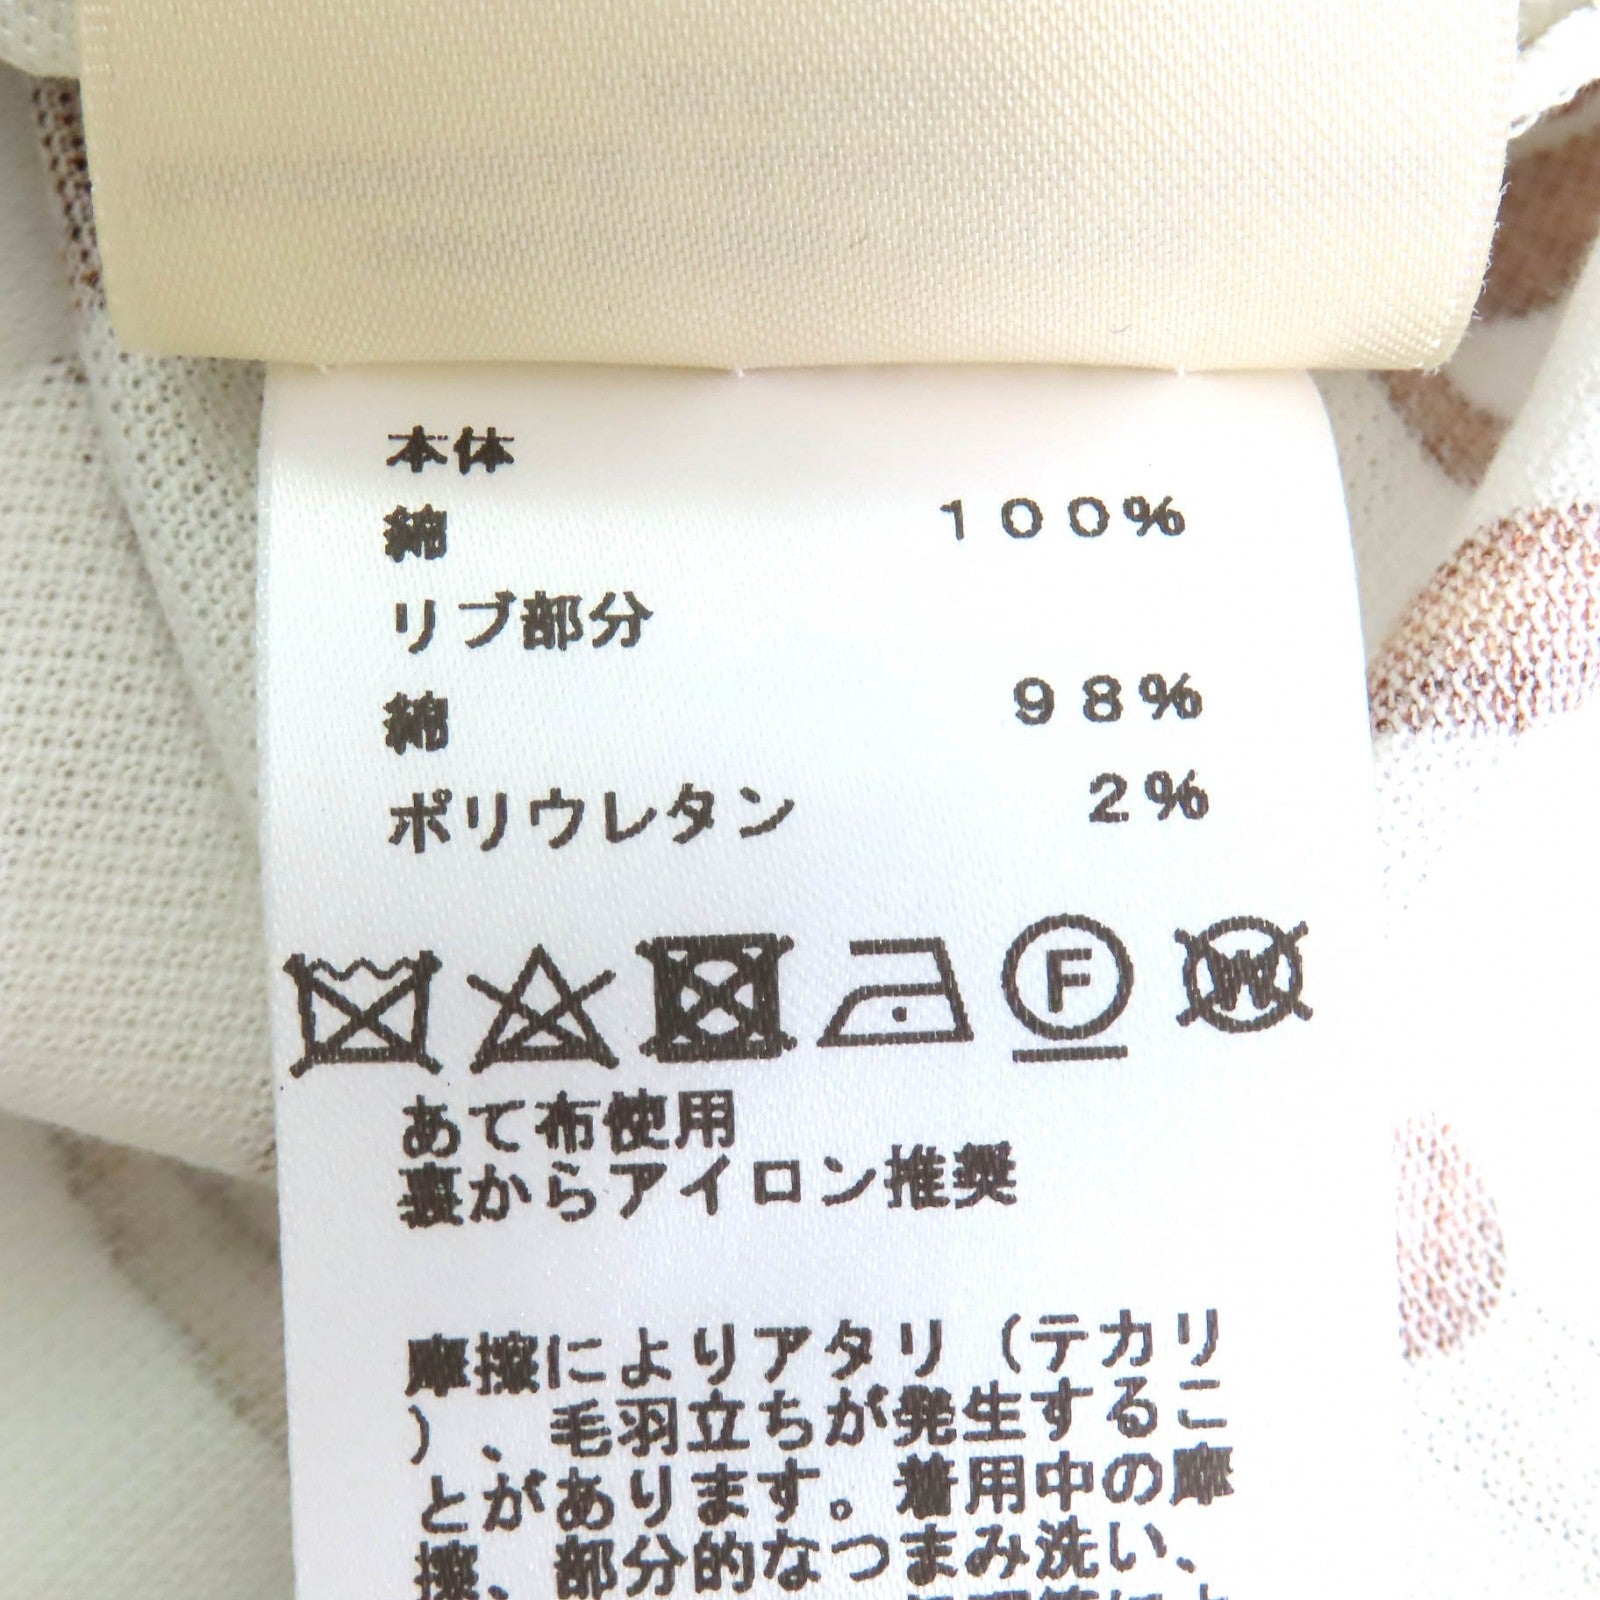 本体
綿 100%
リブ部分
綿 98%
ポリウレタン 2%
F W
あて布使用
裏からアイロン推奨
摩擦によりアタリ（テカリ
）、毛羽立ちが発生するこ
とがあります。着用中の摩
擦、部分的なつまみ洗い、